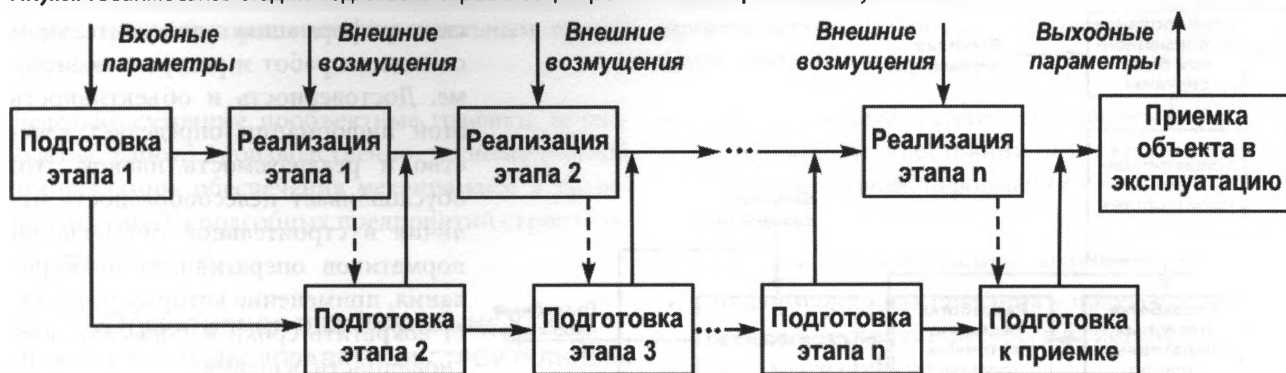 Входные
параметры
Внешние
возмущения
Внешние
возмущения
Внешние
возмущения
Выходные
параметры
Подготовка
этапа 1
Реализация
этапа 1
Реализация
этапа 2
...
Реализация
этапа n
Приемка
объекта в
эксплуатацию
Подготовка
этапа 2
Подготовка
этапа 3
...
Подготовка
этапа n
Подготовка
к приемке